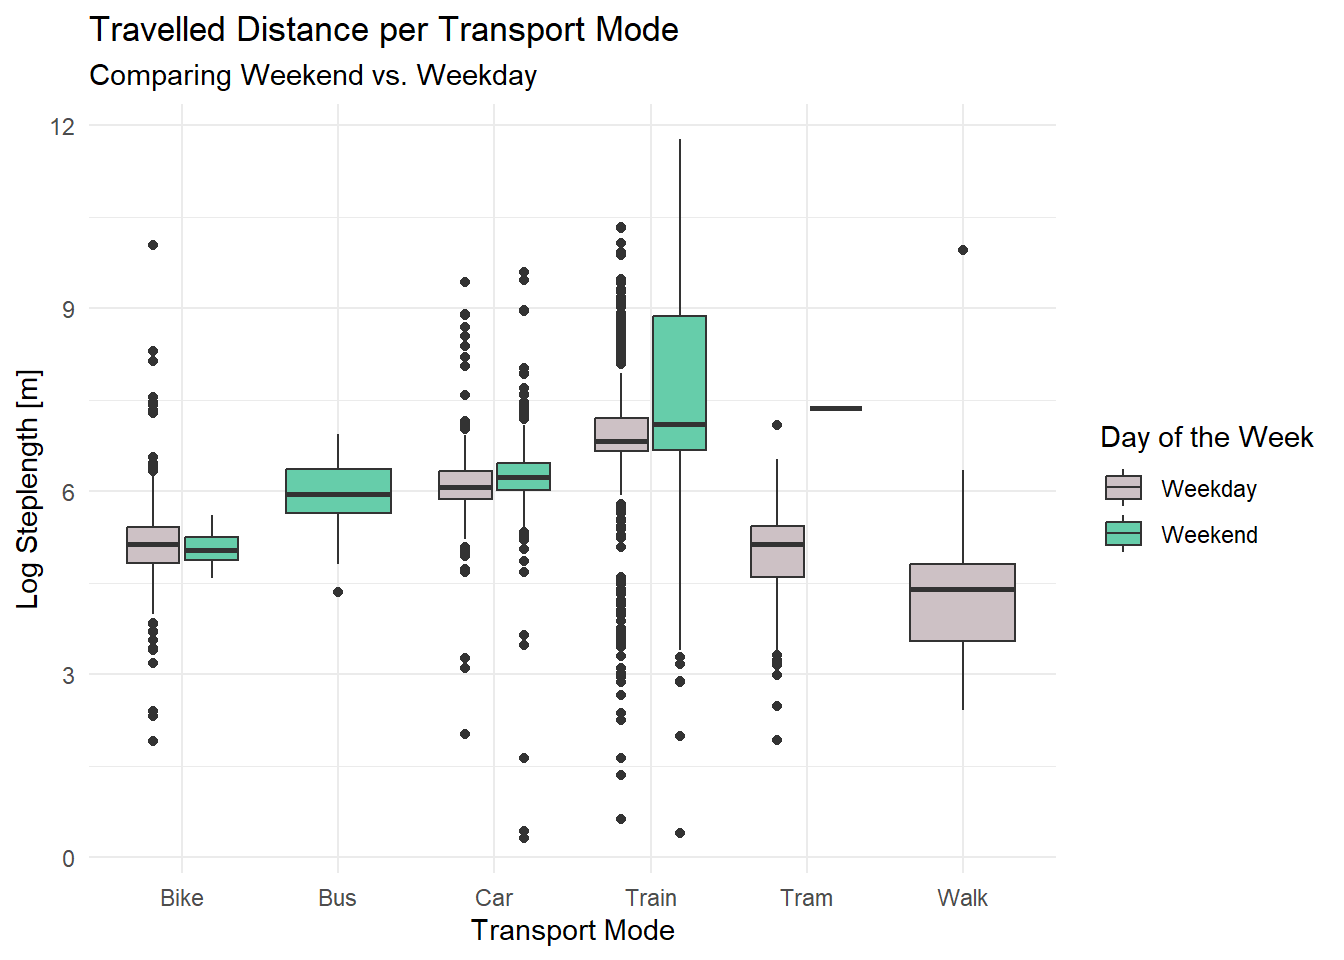 Travelled Distance per Transport Mode
Comparing Weekend vs. Weekday
12
9
6
3
0
Log Steplength [m]
Bike Bus Car Train Tram Walk
Transport Mode
Day of the Week
Weekday
Weekend